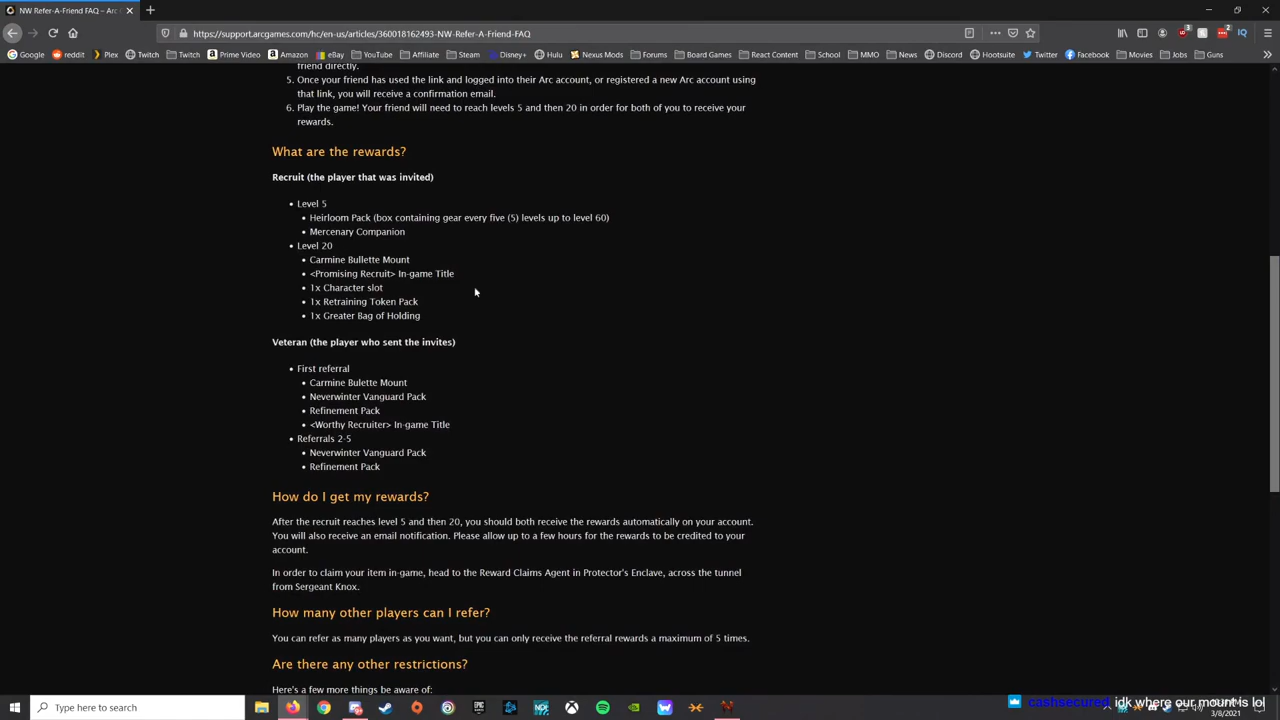 NW Refer-A-Friend FAQ – Arc
https://support.arcgames.com/hc/en-us/articles/360018162493-NW-Refer-A-Friend-FAQ
Google reddit Plex Twitch Prime Video Amazon eBay YouTube Affiliate Steam Disney+ Hulu Nexus Mods Forums Board Games React Content School MMO News Discord Hootsuite Twitter Facebook Movies Jobs Guns
friend directly.
5. Once your friend has used the link and logged into their Arc account, or registered a new Arc account using
that link, you will receive a confirmation email.
6. Play the game! Your friend will need to reach levels 5 and then 20 in order for both of you to receive your
rewards.
What are the rewards?
Recruit (the player that was invited)
• Level 5
• Heirloom Pack (box containing gear every five (5) levels up to level 60)
• Mercenary Companion
• Level 20
• Carmine Bullette Mount
• <Promising Recruit> In-game Title
• 1x Character slot
• 1x Retraining Token Pack
• 1x Greater Bag of Holding
Veteran (the player who sent the invites)
• First referral
• Carmine Bulette Mount
• Neverwinter Vanguard Pack
• Refinement Pack
• <Worthy Recruiter> In-game Title
• Referrals 2-5
• Neverwinter Vanguard Pack
• Refinement Pack
How do I get my rewards?
After the recruit reaches level 5 and then 20, you should both receive the rewards automatically on your account.
You will also receive an email notification. Please allow up to a few hours for the rewards to be credited to your
account.
In order to claim your item in-game, head to the Reward Claims Agent in Protector's Enclave, across the tunnel
from Sergeant Knox.
How many other players can I refer?
You can refer as many players as you want, but you can only receive the referral rewards a maximum of 5 times.
Are there any other restrictions?
Here's a few more things be aware of:
Type here to search
cashsecured idk where our mount is lol
3/8/2021